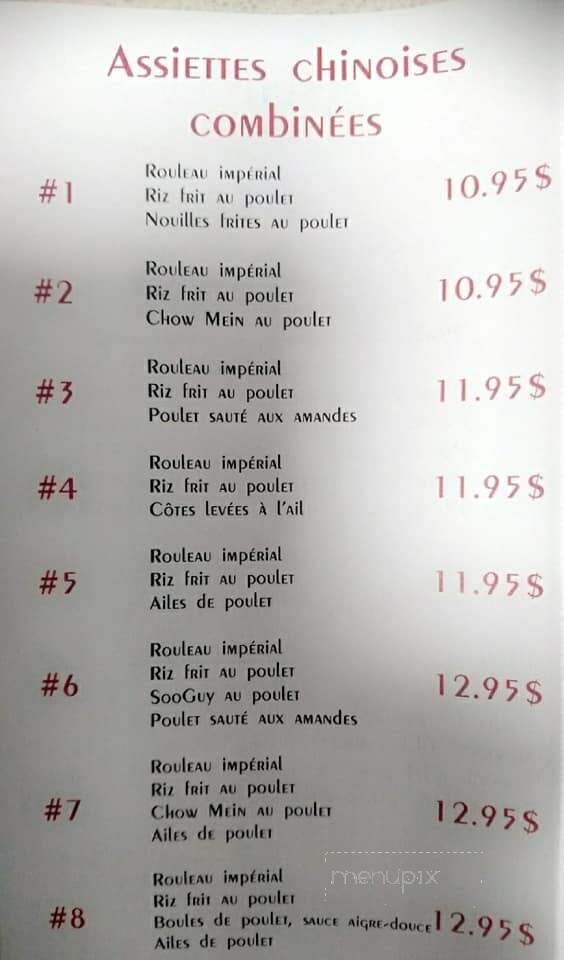 Assiettes chinoises
combinées
#1
Rouleau impérial
Riz frit au poulet
Nouilles frites au poulet
10.95$
#2
Rouleau impérial
Riz frit au poulet
Chow Mein au poulet
10.95$
#3
Rouleau impérial
Riz frit au poulet
Poulet sauté aux amandes
11.95$
#4
Rouleau impérial
Riz frit au poulet
Côtes levées à l'ail
11.95$
#5
Rouleau impérial
Riz frit au poulet
Ailes de poulet
11.95$
#6
Rouleau impérial
Riz frit au poulet
SooGuy au poulet
Poulet sauté aux amandes
12.95$
#7
Rouleau impérial
Riz frit au poulet
Chow Mein au poulet
Ailes de poulet
12.95$
#8
Rouleau impérial
Riz frit au poulet
Boules de poulet, sauce aigre-douce
Ailes de poulet
12.95$
menupix